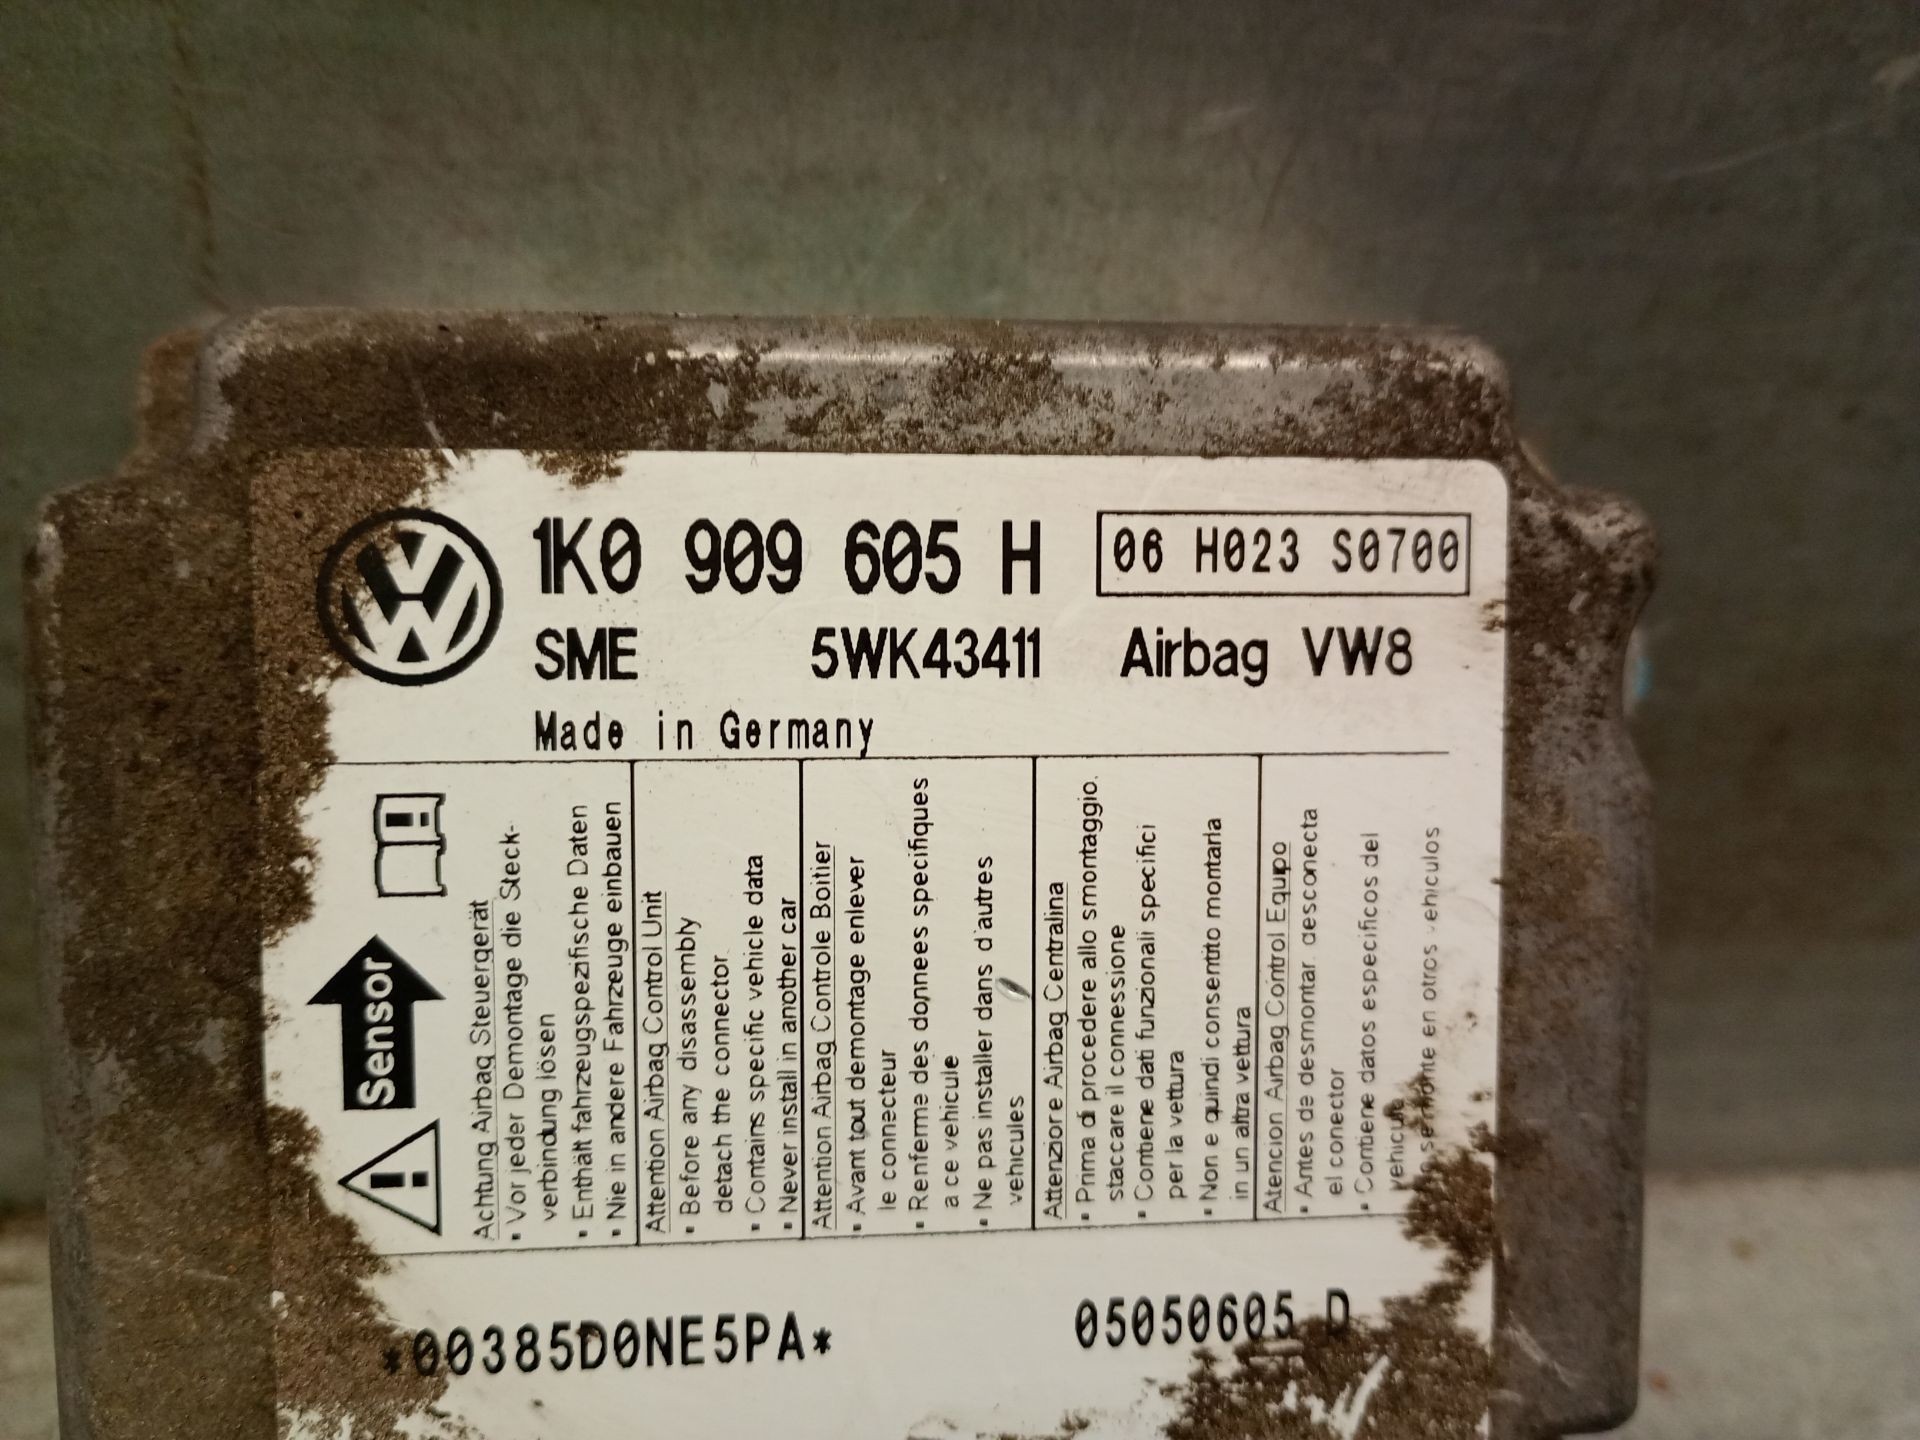 1K0 909 605 H
06 H023 S0700
SME 5WK43411 Airbag VW8
Made in Germany
Sensor
Achtung Airbag Steuergerät
• Vor jeder Demontage die Steck-
verbindung lösen
• Enthält fahrzeugspezifische Daten
• Nie in andere Fahrzeuge einbauen
Attention Airbag Control Unit
• Before any disassembly
detach the connector
• Contains specific vehicle data
• Never install in another car
Attention Airbag Controle Boitier
• Avant tout demontage enlever
le connecteur
• Renferme des donnees specifiques
a ce vehicule
• Ne pas installer dans d'autres
vehicules
Attenzione Airbag Centralina
• Prima di procedere allo smontaggio.
staccare il connessione
• Contiene dati funzionali specifici
per la vettura
• Non e quindi consentito montarla
in un altra vettura
Atencion Airbag Control Equipo
• Antes de desmontar. desconecta
el conector
• Contiene datos especificos del
vehiculo
se monte en otros vehiculos
*00385D0NE5PA*
05050605 D